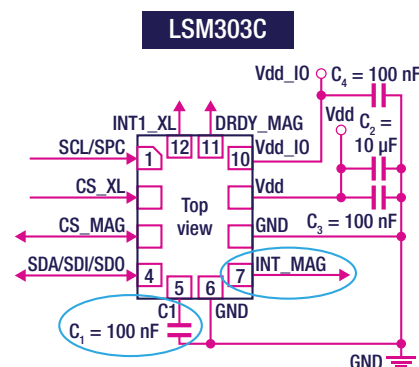 LSM303C
Vdd_IO
C4 = 100 nF
INT1_XL
DRDY_MAG
Vdd
C2 =
10 µF
SCL/SPC
12
11
1
10
Vdd_IO
CS_XL
Vdd
Top
view
CS_MAG
GND
C3 = 100 nF
SDA/SDI/SDO
4
7
INT_MAG
5
6
C1
GND
C1 = 100 nF
GND